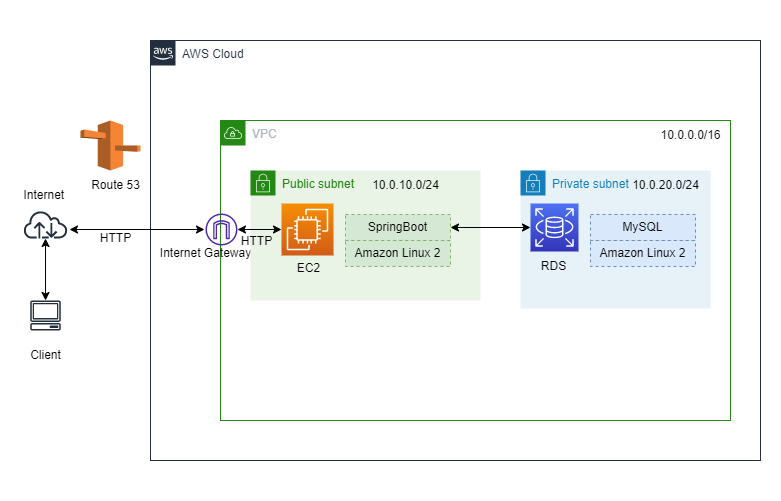 aws
AWS Cloud
VPC
10.0.0.0/16
Route 53
Public subnet
10.0.10.0/24
Private subnet
10.0.20.0/24
Internet
HTTP
Internet Gateway
HTTP
EC2
SpringBoot
Amazon Linux 2
RDS
MySQL
Amazon Linux 2
Client